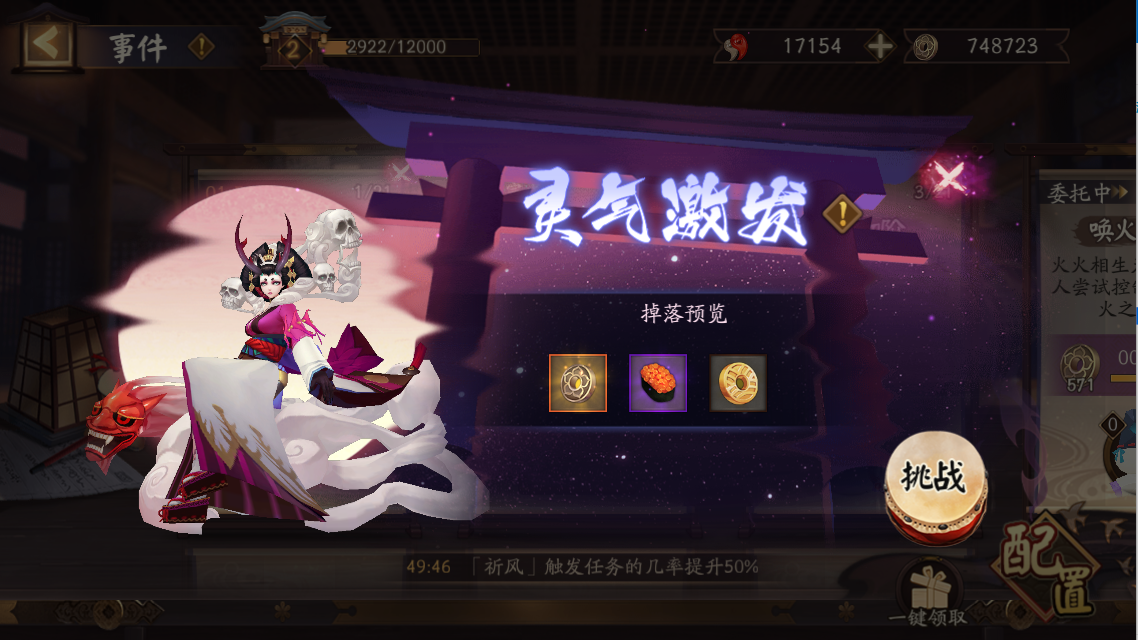 事件
2
2922/12000
17154
748723
灵气激发
委托中
唤火
火火相生
人尝试控
火之
掉落预览
571
0
挑战
49:46 「祈风」触发任务的几率提升50%
配置
一键领取